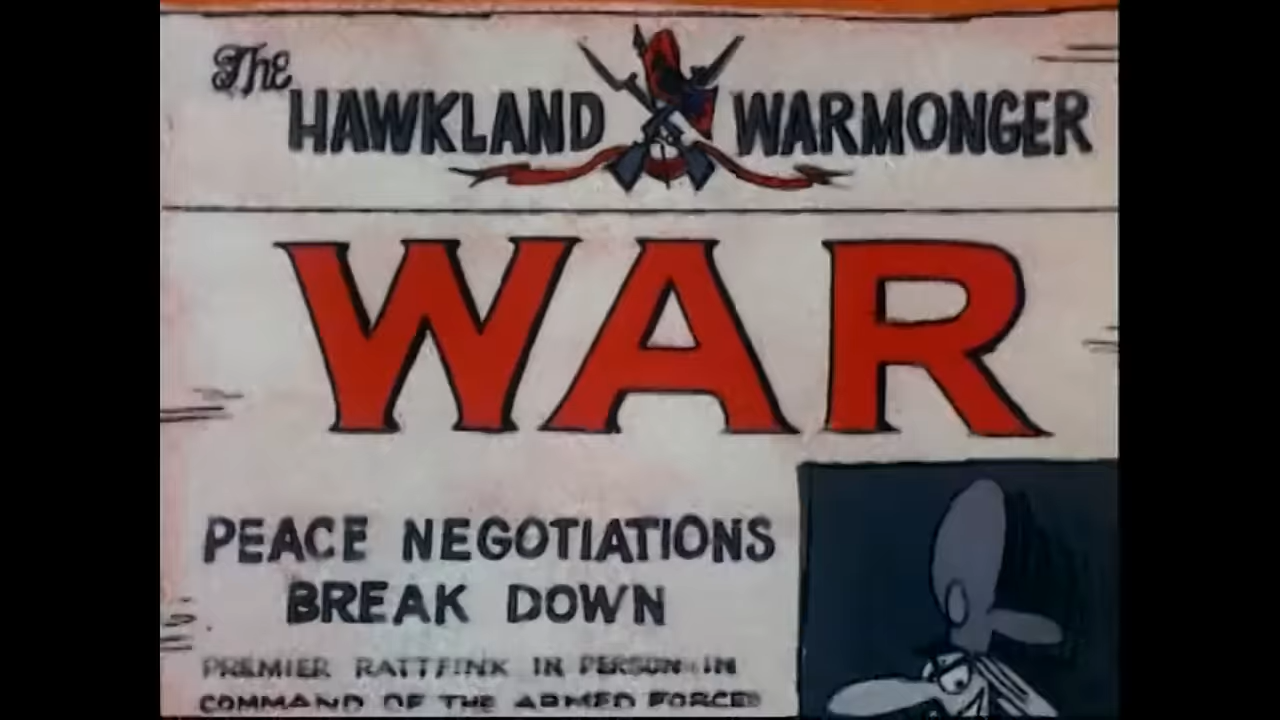 The
HAWKLAND WARMONGER
WAR
PEACE NEGOTIATIONS
BREAK DOWN
PREMIER RATTFINK IN PERSON IN
COMMAND OF THE ARMED FORCES